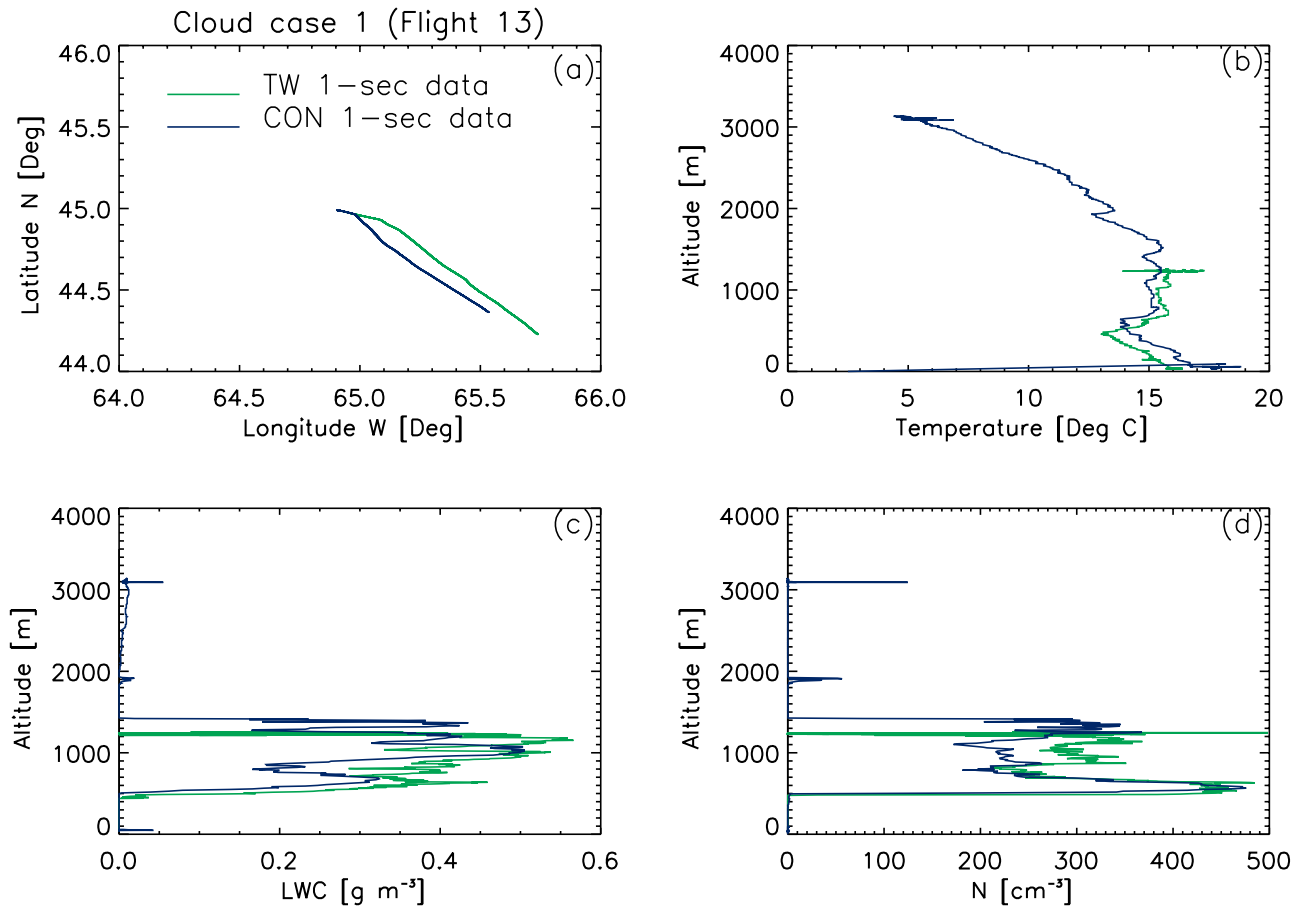 Cloud case 1 (Flight 13)
46.0
45.5
45.0
44.5
44.0
Latitude N [Deg]
(a)
TW 1-sec data
CON 1-sec data
64.0 64.5 65.0 65.5 66.0
Longitude W [Deg]
4000
3000
2000
1000
0
Altitude [m]
(b)
0 5 10 15 20
Temperature [Deg C]
4000
3000
2000
1000
0
Altitude [m]
(c)
0.0 0.2 0.4 0.6
LWC [g m⁻³]
4000
3000
2000
1000
0
Altitude [m]
(d)
0 100 200 300 400 500
N [cm⁻³]